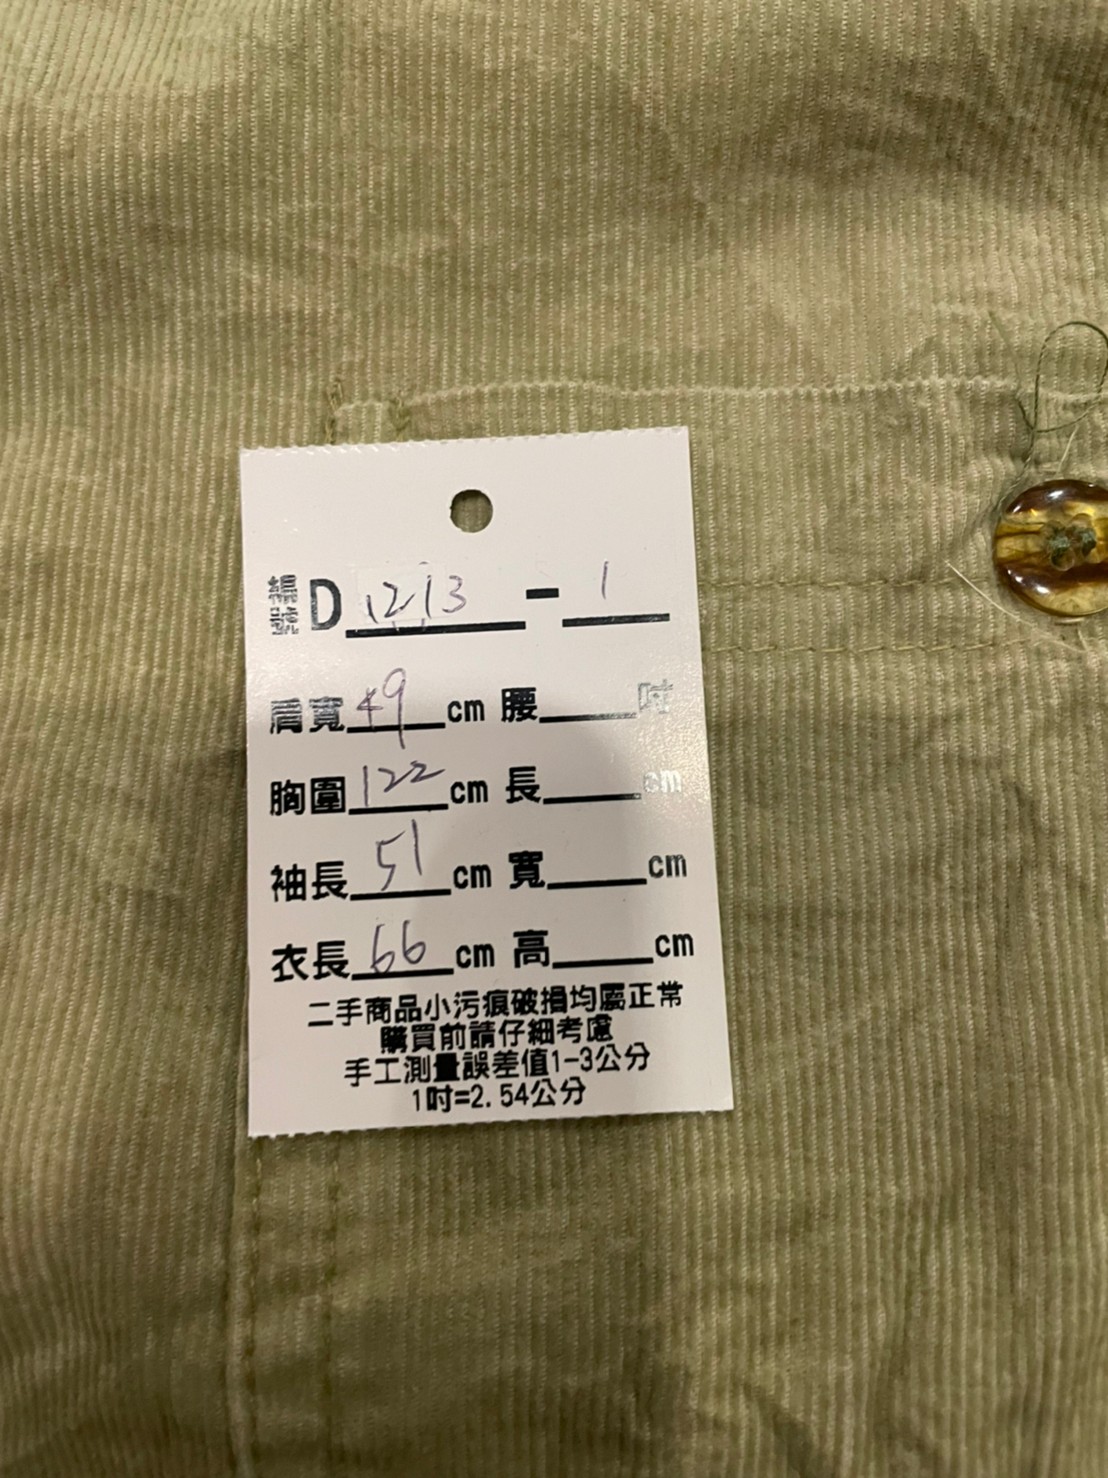 編號D 1213 - 1
肩寬 49 cm 腰 吋
胸圍 122 cm 長 cm
袖長 51 cm 寬 cm
衣長 66 cm 高 cm
二手商品小污痕破損均屬正常
購買前請仔細考慮
手工測量誤差值1-3公分
1吋=2.54公分